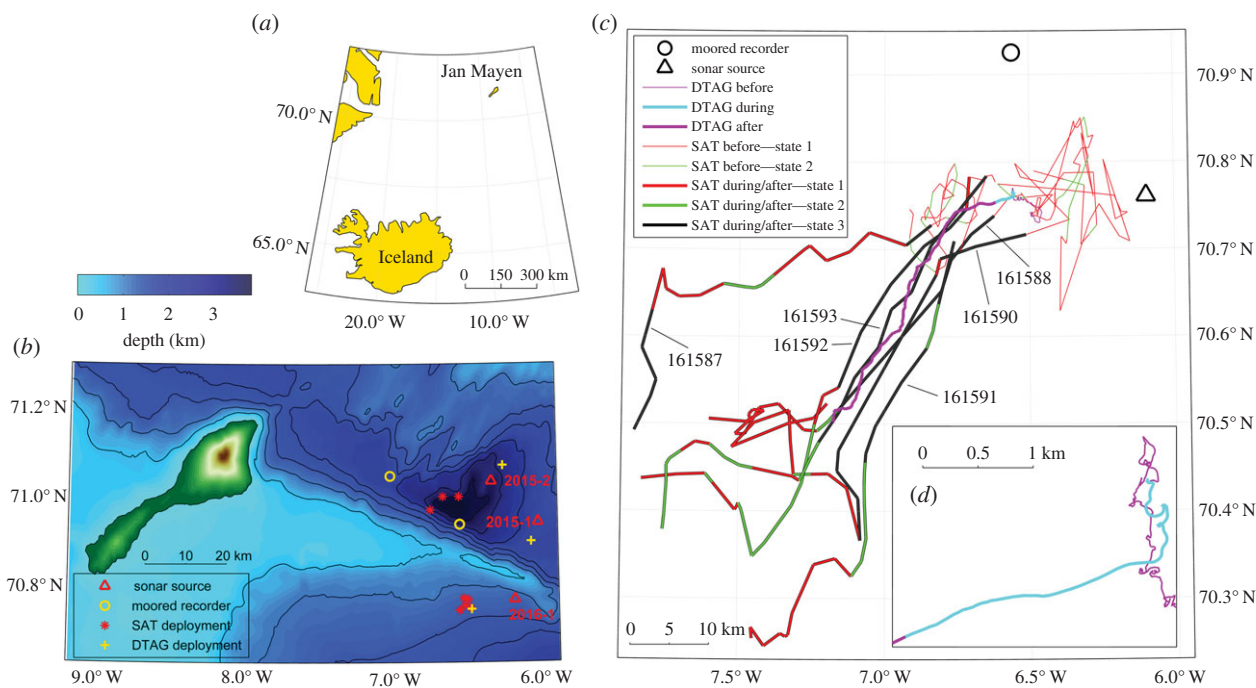 (a)
Jan Mayen
70.0° N
65.0° N
Iceland
0 150 300 km
20.0° W 10.0° W
0 1 2 3
depth (km)
(b)
71.2° N
71.0° N
70.8° N
2015-2
2015-1
2016-1
0 10 20 km
sonar source
moored recorder
SAT deployment
DTAG deployment
9.0° W 8.0° W 7.0° W 6.0° W
(c)
moored recorder
sonar source
DTAG before
DTAG during
DTAG after
SAT before—state 1
SAT before—state 2
SAT during/after—state 1
SAT during/after—state 2
SAT during/after—state 3
70.9° N
70.8° N
70.7° N
70.6° N
70.5° N
70.4° N
70.3° N
161588
161590
161593
161592
161587
161591
0 5 10 km
7.5° W 7.0° W 6.5° W 6.0° W
0 0.5 1 km
(d)